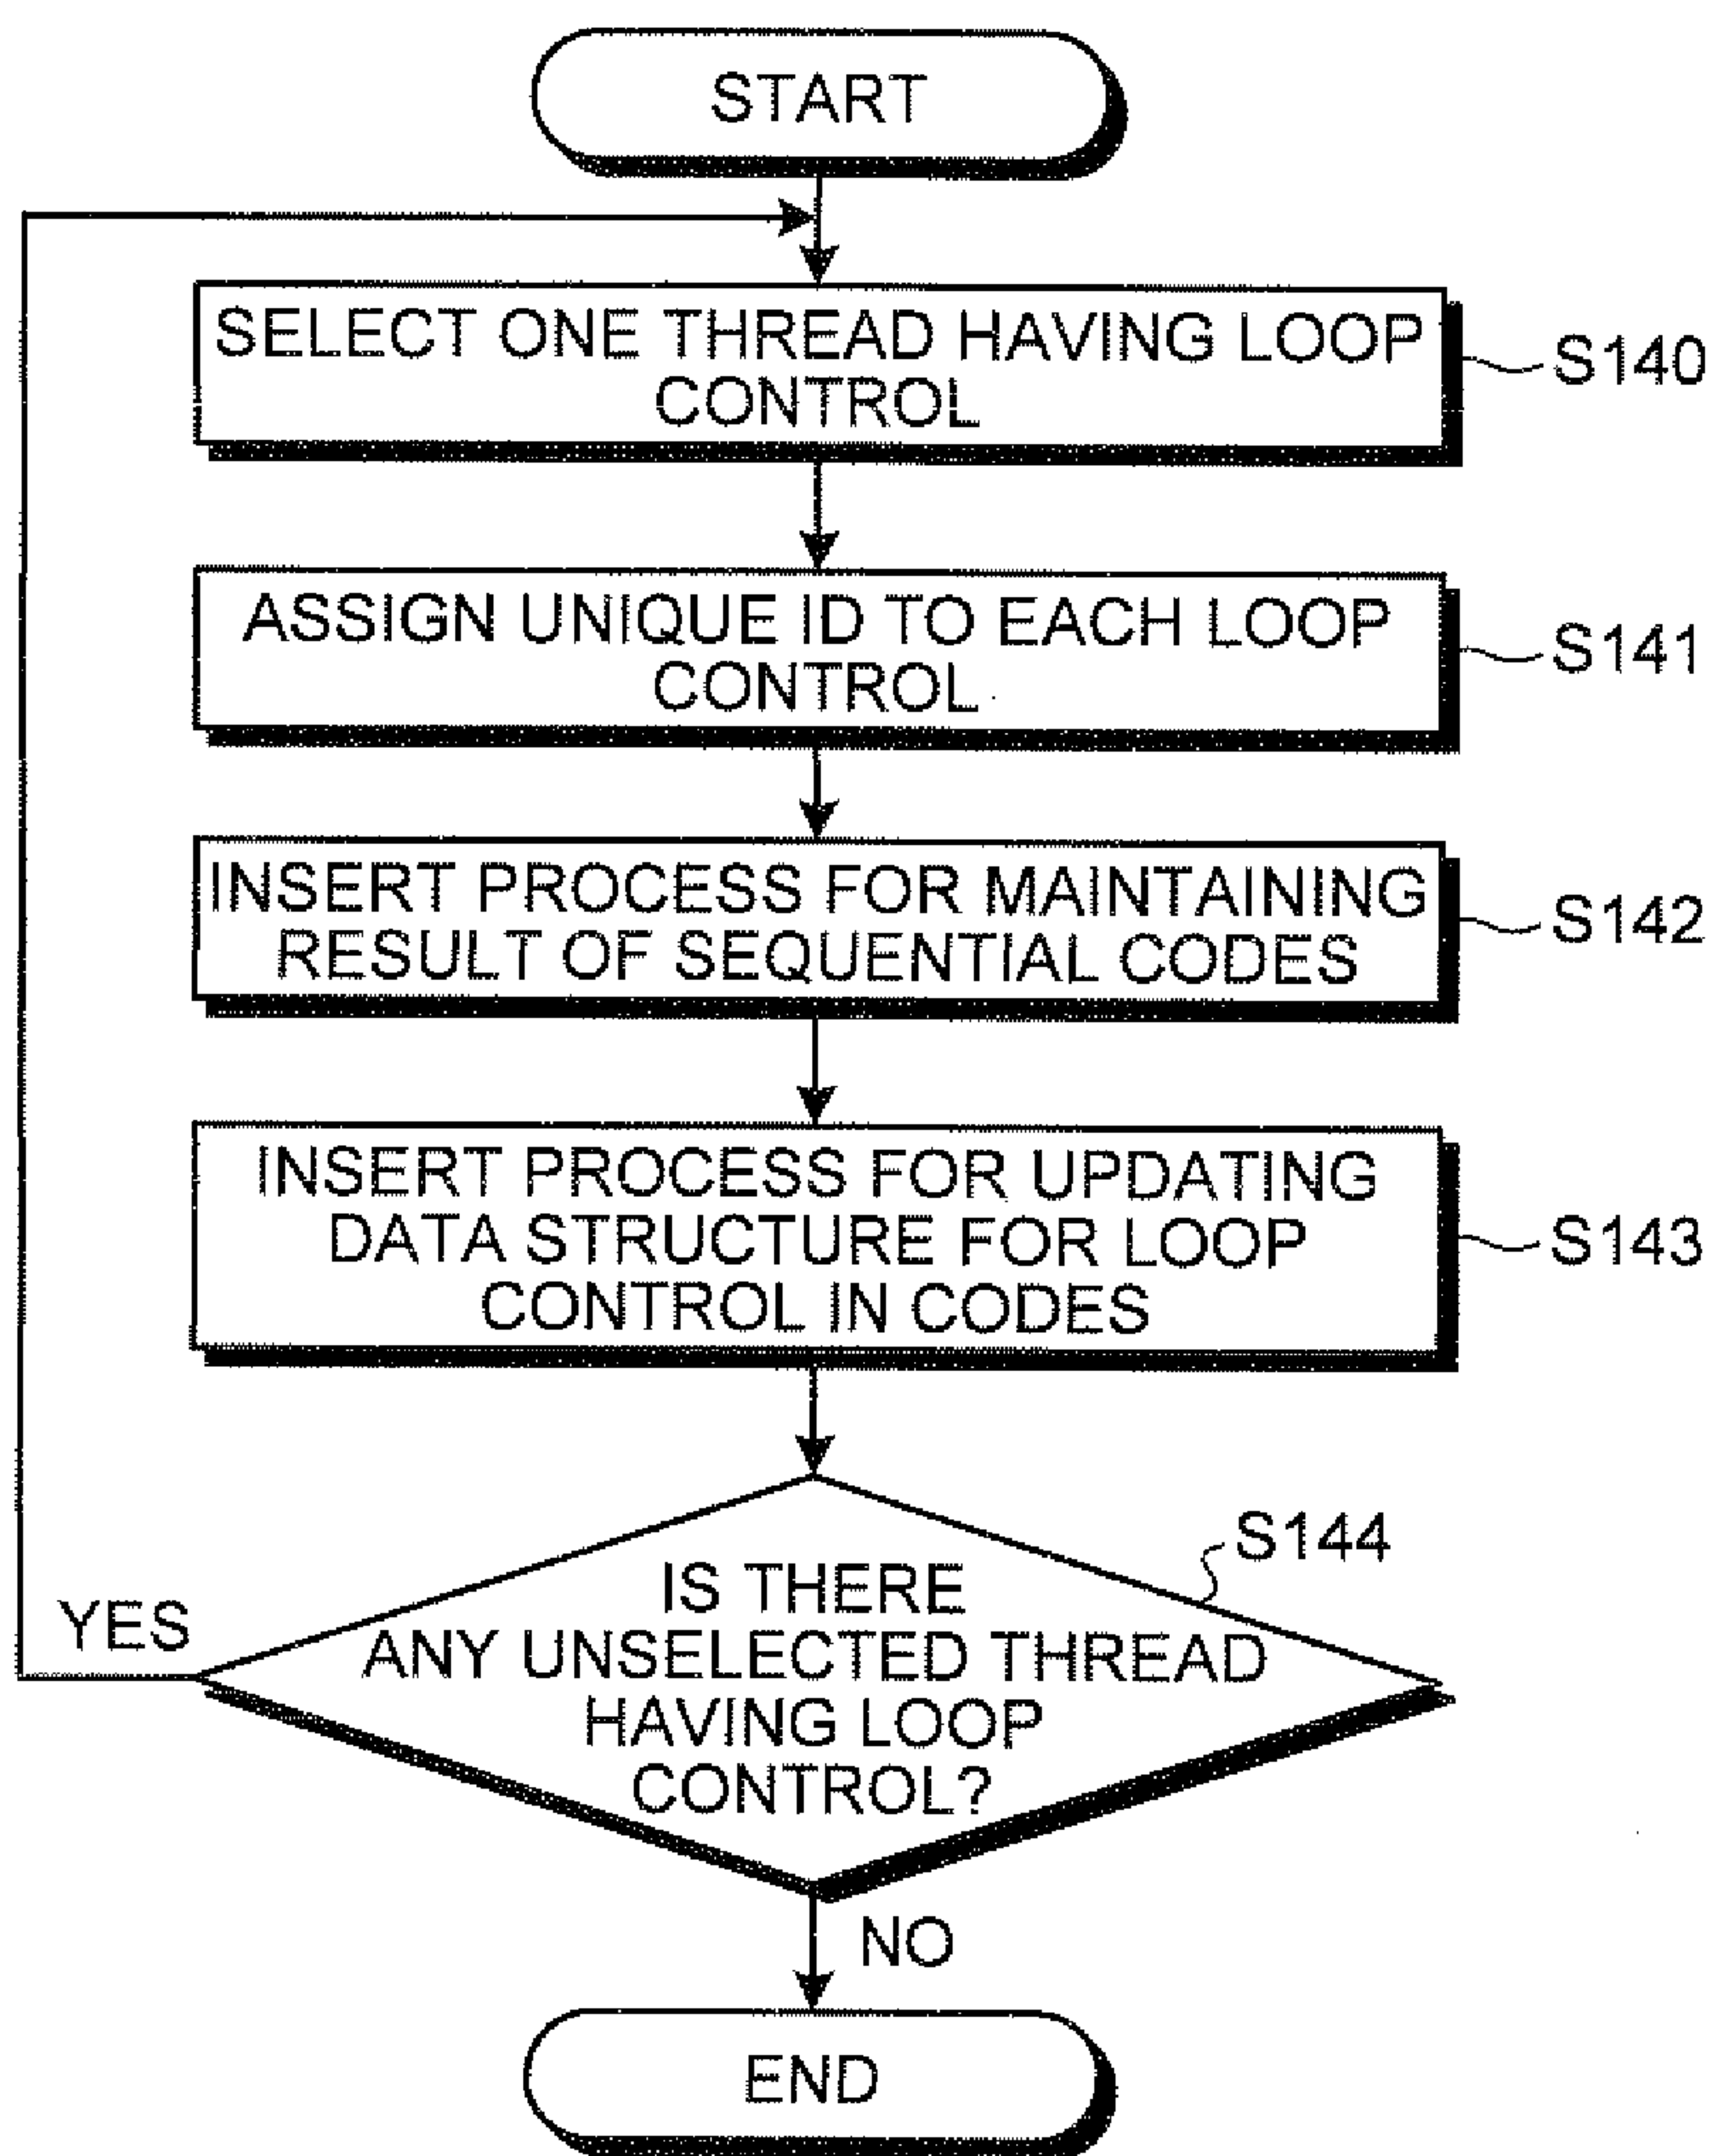 START
SELECT ONE THREAD HAVING LOOP
CONTROL
S140
ASSIGN UNIQUE ID TO EACH LOOP
CONTROL
S141
INSERT PROCESS FOR MAINTAINING
RESULT OF SEQUENTIAL CODES
S142
INSERT PROCESS FOR UPDATING
DATA STRUCTURE FOR LOOP
CONTROL IN CODES
S143
S144
IS THERE
ANY UNSELECTED THREAD
HAVING LOOP
CONTROL?
YES
NO
END